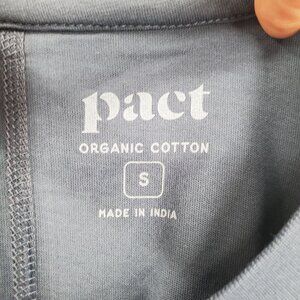 pact
ORGANIC COTTON
S
MADE IN INDIA